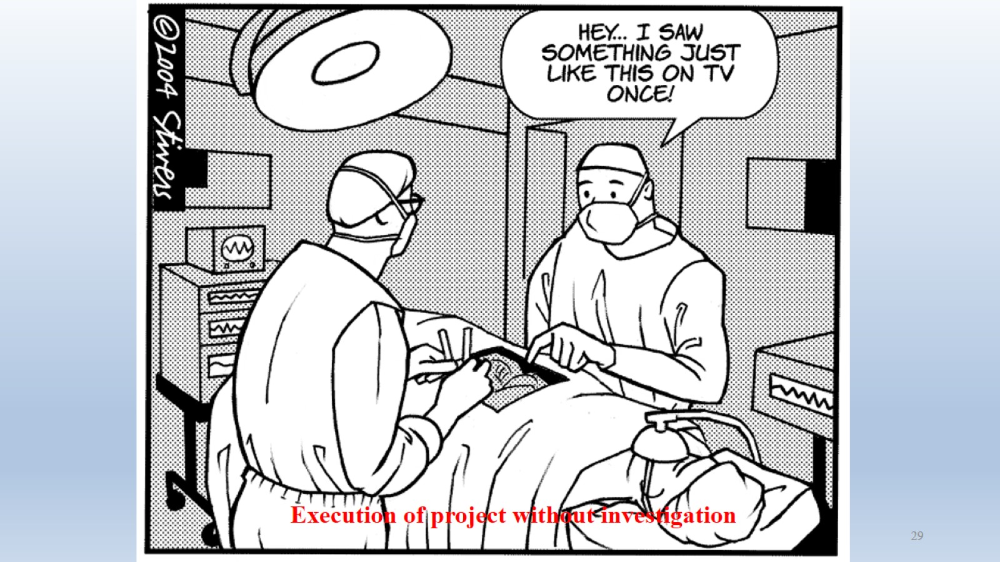 ©2004 Stivers
HEY... I SAW
SOMETHING JUST
LIKE THIS ON TV
ONCE!
Execution of project without investigation
29